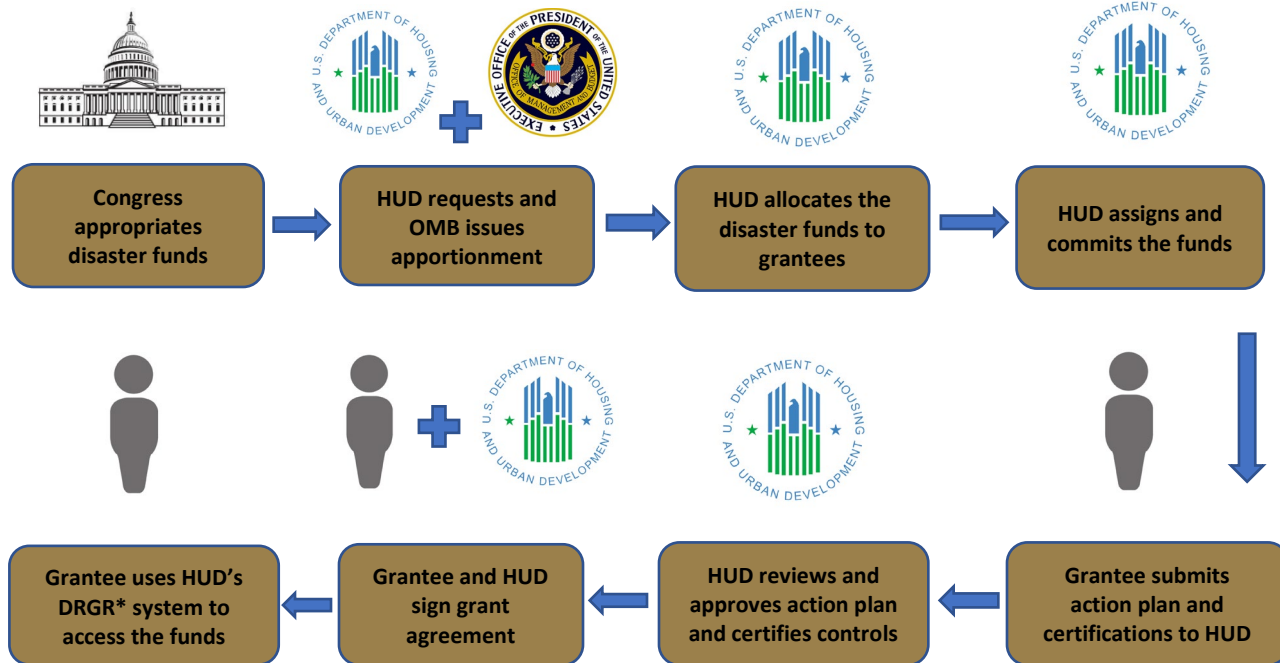 U.S. DEPARTMENT OF HOUSING
AND URBAN DEVELOPMENT
EXECUTIVE OFFICE OF THE PRESIDENT OF THE UNITED STATES
OFFICE OF MANAGEMENT AND BUDGET
U.S. DEPARTMENT OF HOUSING
AND URBAN DEVELOPMENT
U.S. DEPARTMENT OF HOUSING
AND URBAN DEVELOPMENT
Congress
appropriates
disaster funds
HUD requests and
OMB issues
apportionment
HUD allocates the
disaster funds to
grantees
HUD assigns and
commits the funds
U.S. DEPARTMENT OF HOUSING
AND URBAN DEVELOPMENT
U.S. DEPARTMENT OF HOUSING
AND URBAN DEVELOPMENT
Grantee uses HUD’s
DRGR* system to
access the funds
Grantee and HUD
sign grant
agreement
HUD reviews and
approves action plan
and certifies controls
Grantee submits
action plan and
certifications to HUD